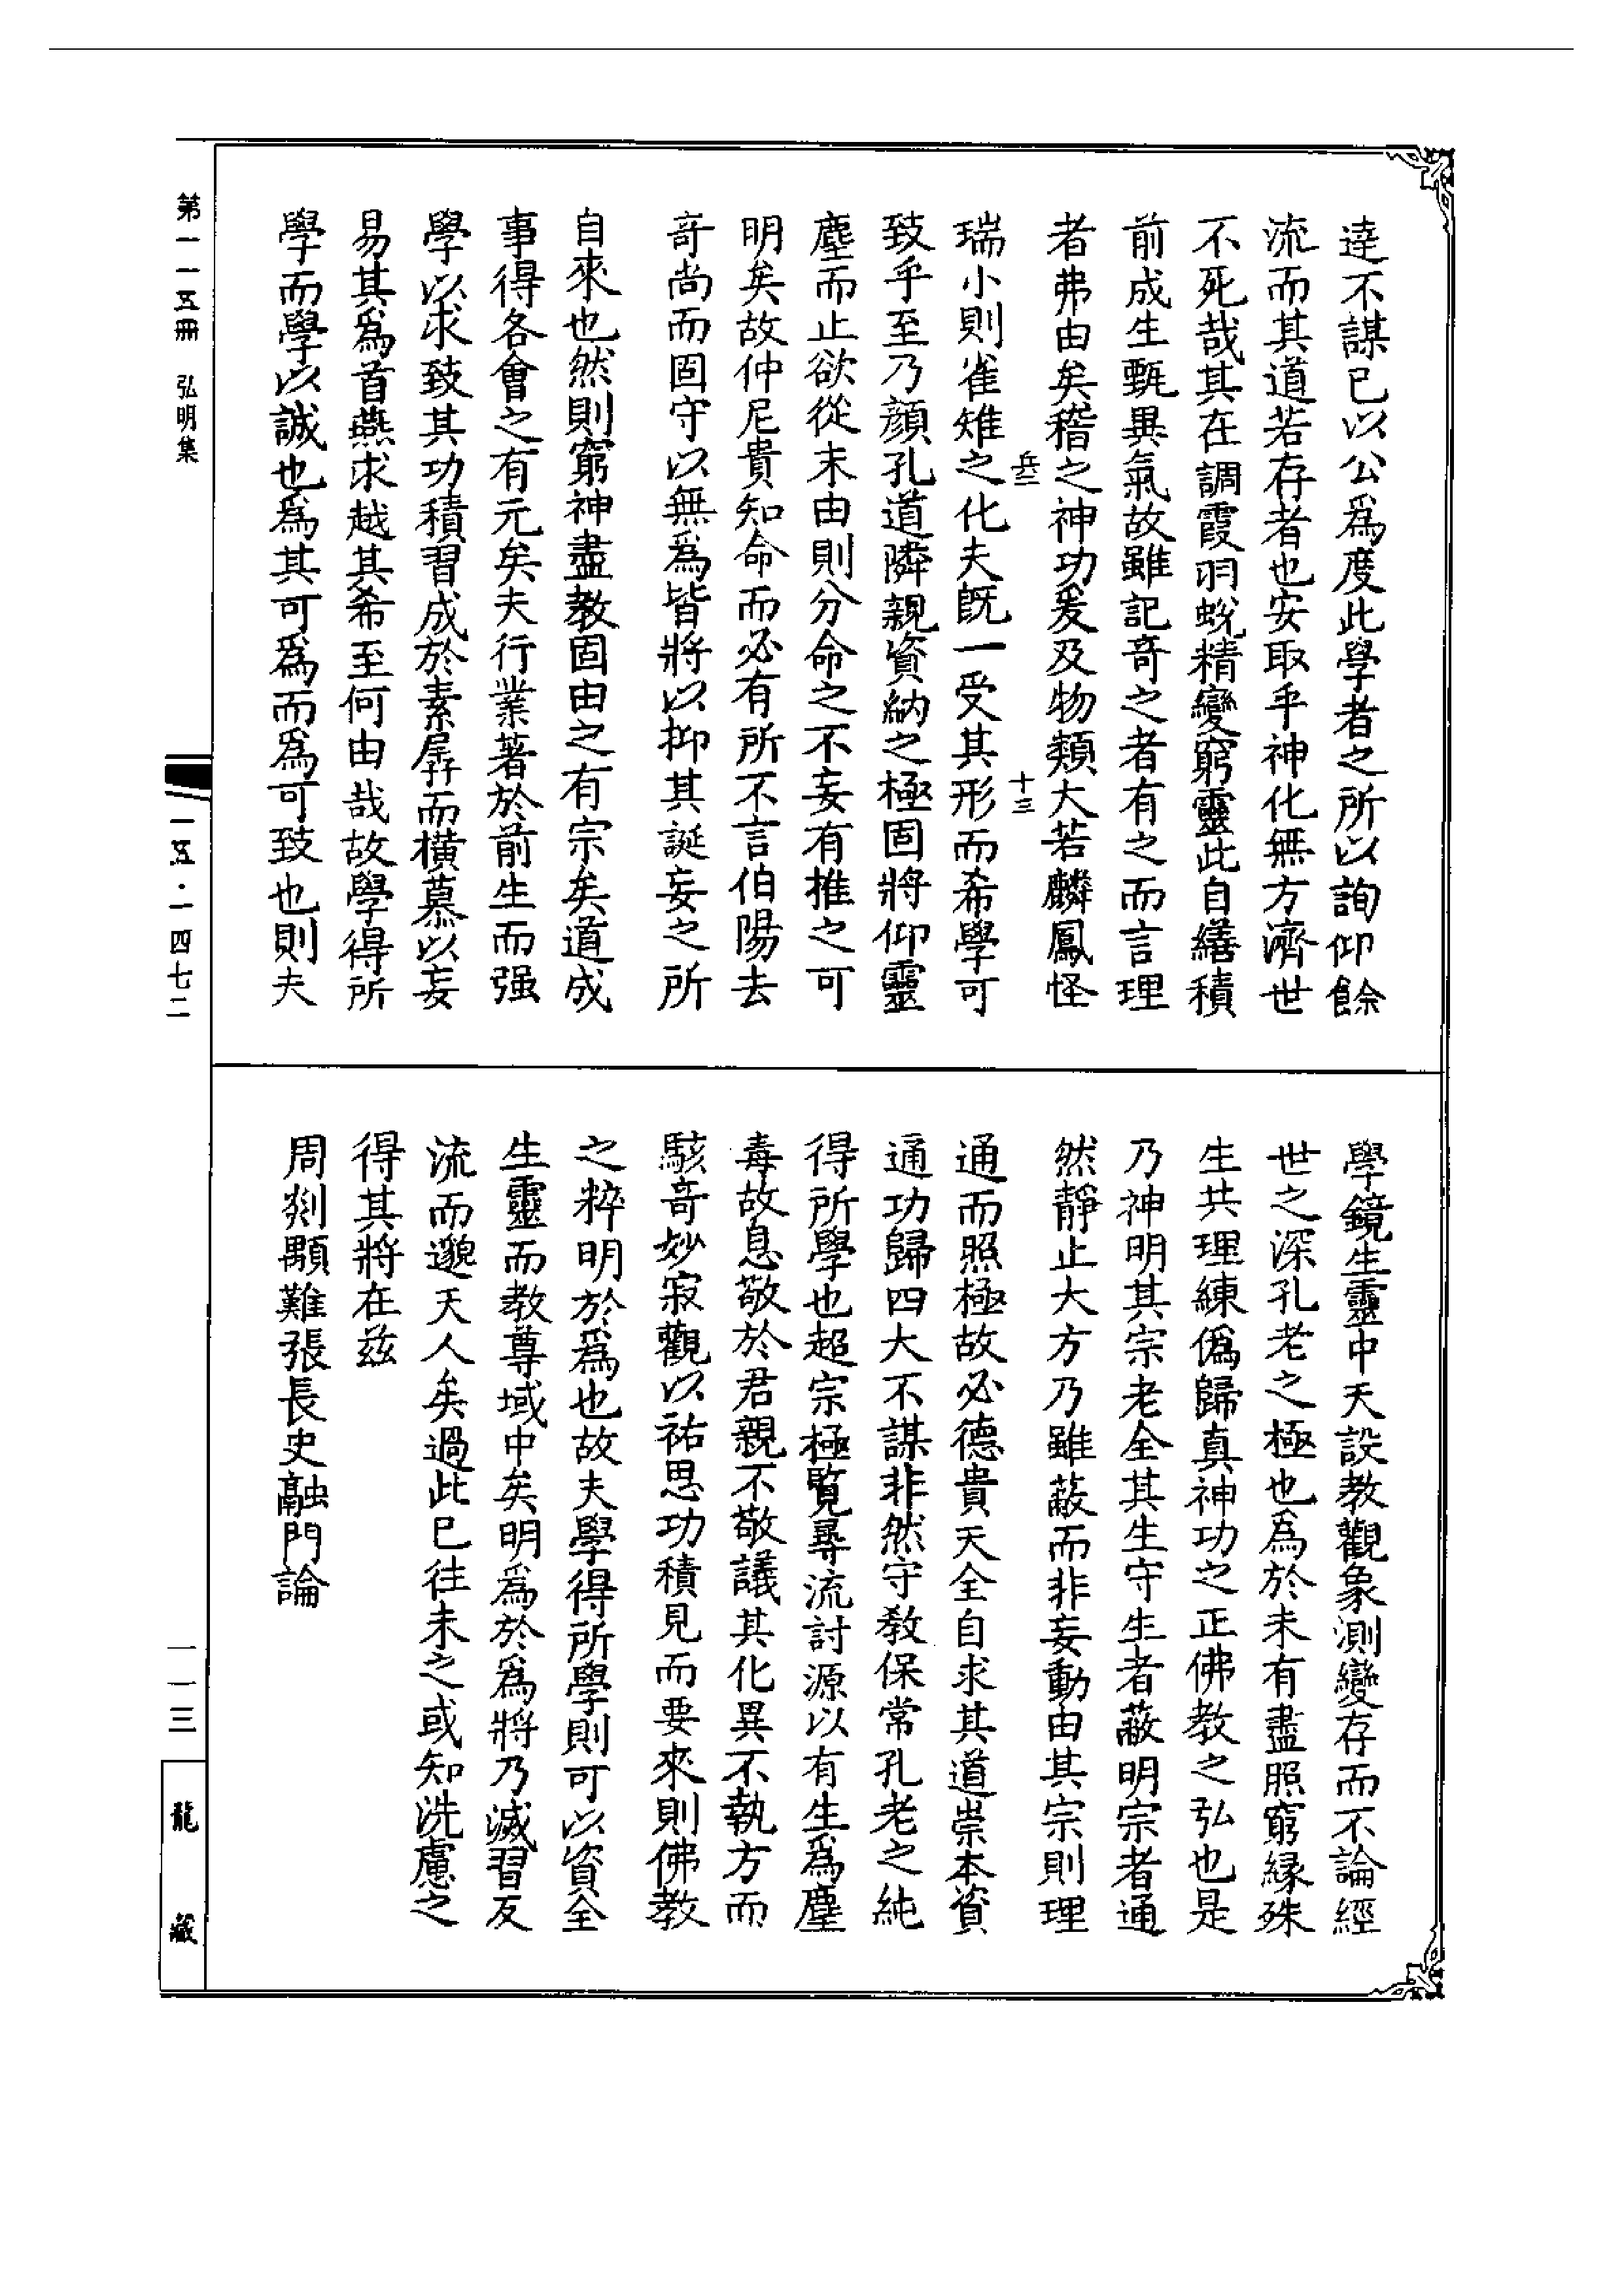 達不謀已以公爲度此學者之所以詢仰餘
流而其道若存者也安取乎神化無方濟世
不死哉其在調霞羽蛻精變窮靈此自繕積
前成生甄異氣故雖記奇之者有之而言理
者弗由矣稽之神功爰及物類大若麟鳳怪
瑞小則雀雉之化夫旣一受其形而希學可
致乎至乃顏孔道隣親資納之極固將仰靈
塵而止欲從末由則分命之不妄有推之可
明矣故仲尼貴知命而必有所不言伯陽去
奇尚而固守以無爲皆將以抑其誕妄之所
自來也然則窮神盡教固由之有宗矣道成
事得各會之有元矣夫行業著於前生而强
學以求致其功積習成於素孱而橫慕以妄
易其爲首燕求越其希至何由哉故學得所
學而學以誠也爲其可爲而爲可致也則夫
學鏡生靈中天設教觀象測變存而不論經
世之深孔老之極也爲於未有盡照窮緣殊
生共理練僞歸真神功之正佛教之弘也是
乃神明其宗老全其生守生者蔽明宗者通
然靜止大方乃雖蔽而非妄動由其宗則理
通而照極故必德貴天全自求其道崇本資
通功歸四大不謀非然守教保常孔老之純
得所學也超宗極覽尋流討源以有生爲塵
毒故息敬於君親不敬議其化異不執方而
駭奇妙寂觀以祐思功積見而要來則佛教
之粹明於爲也故夫學得所學則可以資全
生靈而教尊域中矣明爲於爲將乃滅習反
流而邈天人矣過此已往未之或知洗慮之
得其將在茲
周剡顒難張長史融門論
兵三
十三
第一一五冊 弘明集
一五·一四七二
一一三
龍藏